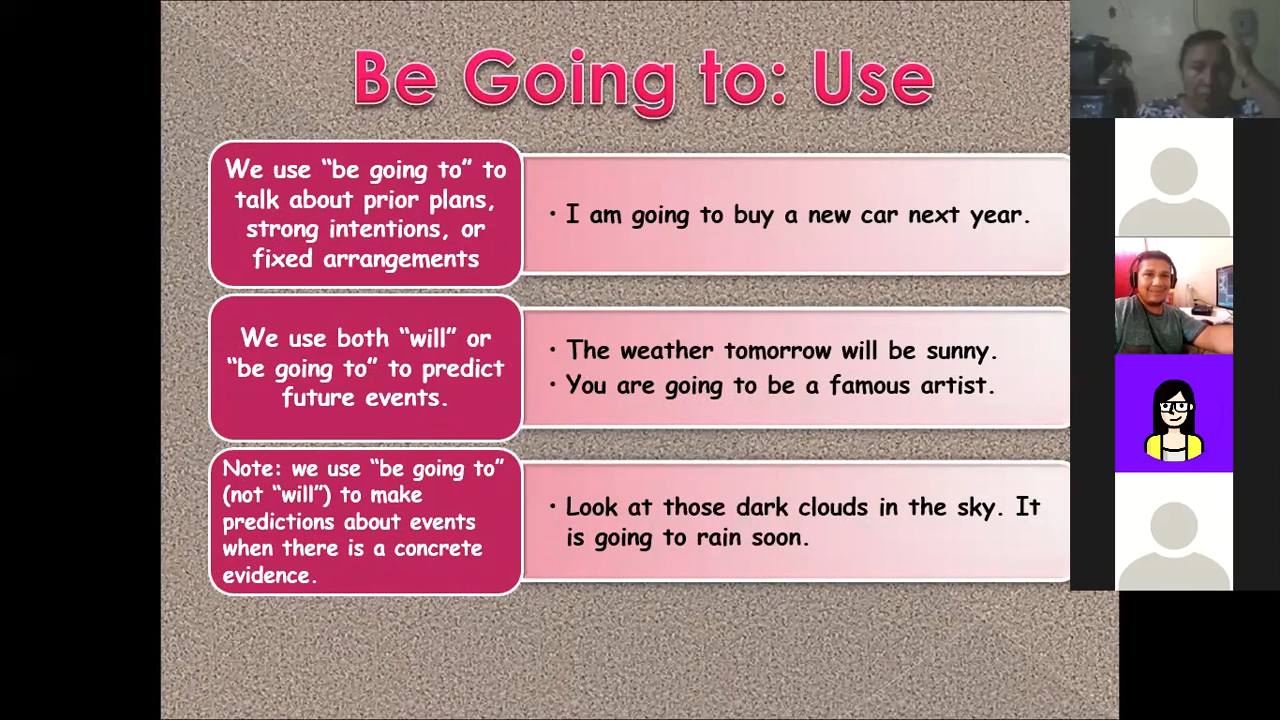 Be Going to: Use
We use “be going to” to
talk about prior plans,
strong intentions, or
fixed arrangements
• I am going to buy a new car next year.
We use both “will” or
“be going to” to predict
future events.
• The weather tomorrow will be sunny.
• You are going to be a famous artist.
Note: we use “be going to”
(not “will”) to make
predictions about events
when there is a concrete
evidence.
• Look at those dark clouds in the sky. It
is going to rain soon.